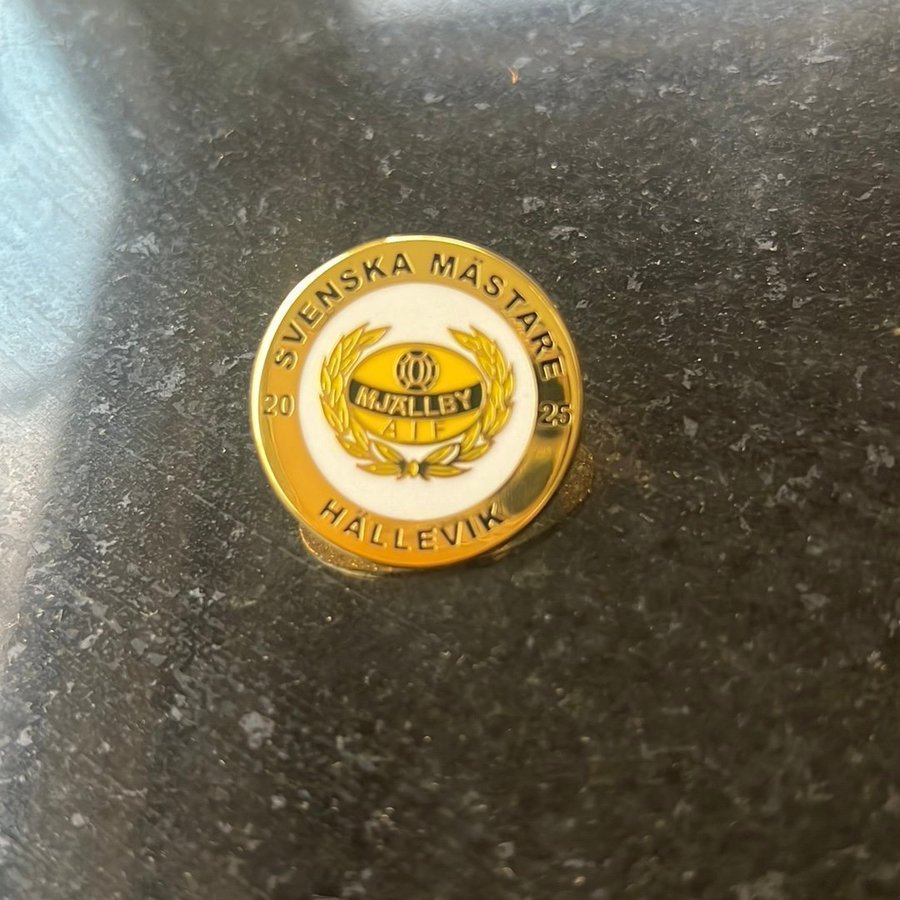 SVENSKA MÄSTARE
20 25
MJÄLLBY
AIF
HÄLLEVIK